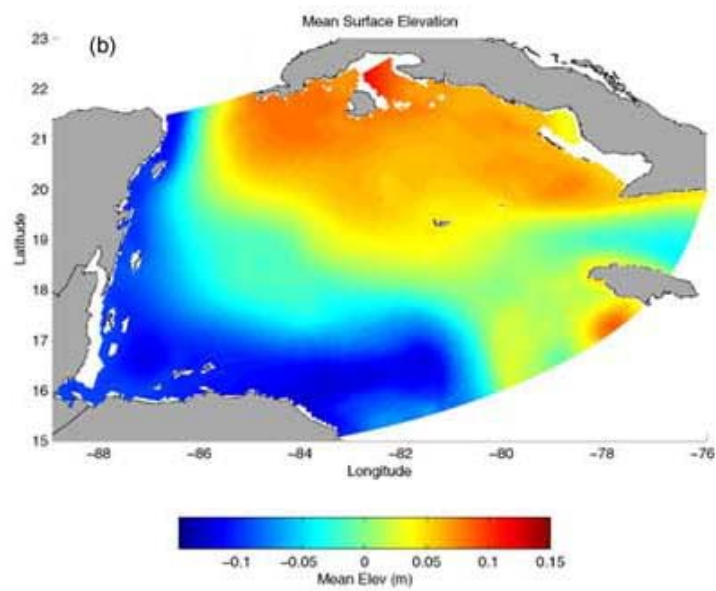 Mean Surface Elevation
(b)
23
22
21
20
19
18
17
16
15
Latitude
−88 −86 −84 −82 −80 −78 −76
Longitude
−0.1 −0.05 0 0.05 0.1 0.15
Mean Elev (m)